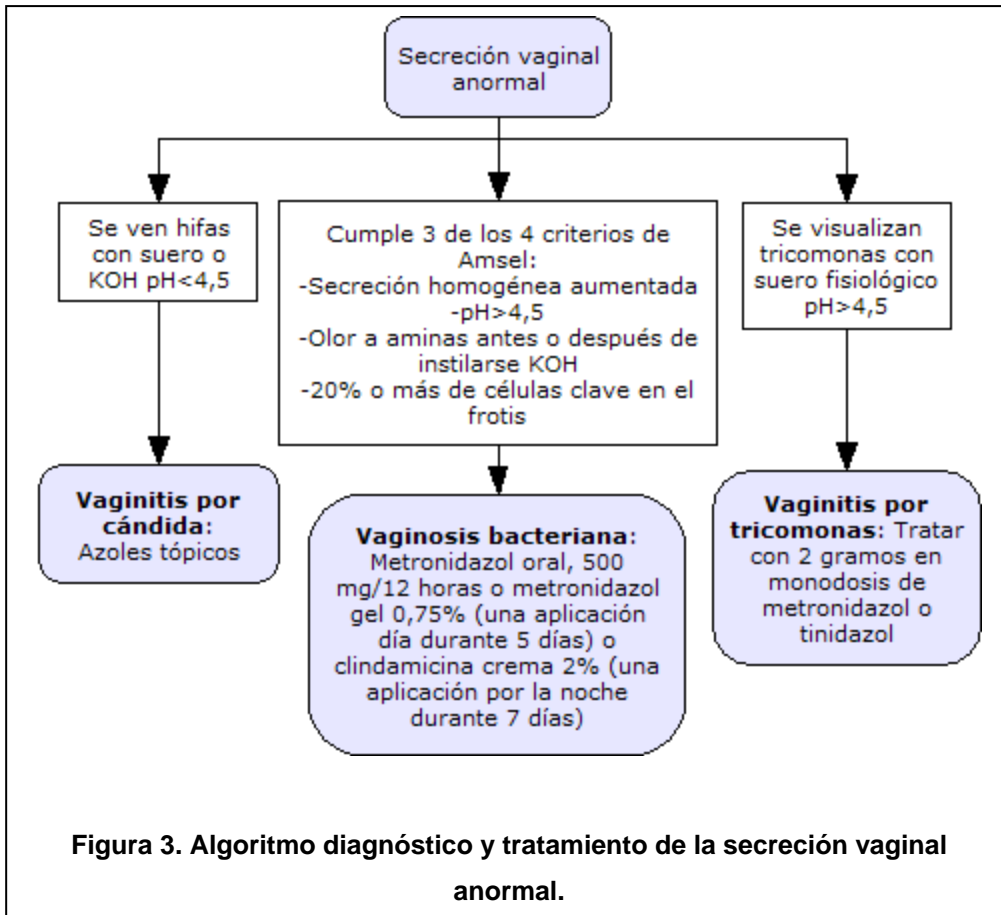 Secreción vaginal
anormal
Se ven hifas
con suero o
KOH pH<4,5
Cumple 3 de los 4 criterios de
Amsel:
-Secreción homogénea aumentada
-pH>4,5
-Olor a aminas antes o después de
instilarse KOH
-20% o más de células clave en el
frotis
Se visualizan
tricomonas con
suero fisiológico
pH>4,5
Vaginitis por
cándida:
Azoles tópicos
Vaginosis bacteriana:
Metronidazol oral, 500
mg/12 horas o metronidazol
gel 0,75% (una aplicación
día durante 5 días) o
clindamicina crema 2% (una
aplicación por la noche
durante 7 días)
Vaginitis por
tricomonas: Tratar
con 2 gramos en
monodosis de
metronidazol o
tinidazol
Figura 3. Algoritmo diagnóstico y tratamiento de la secreción vaginal
anormal.